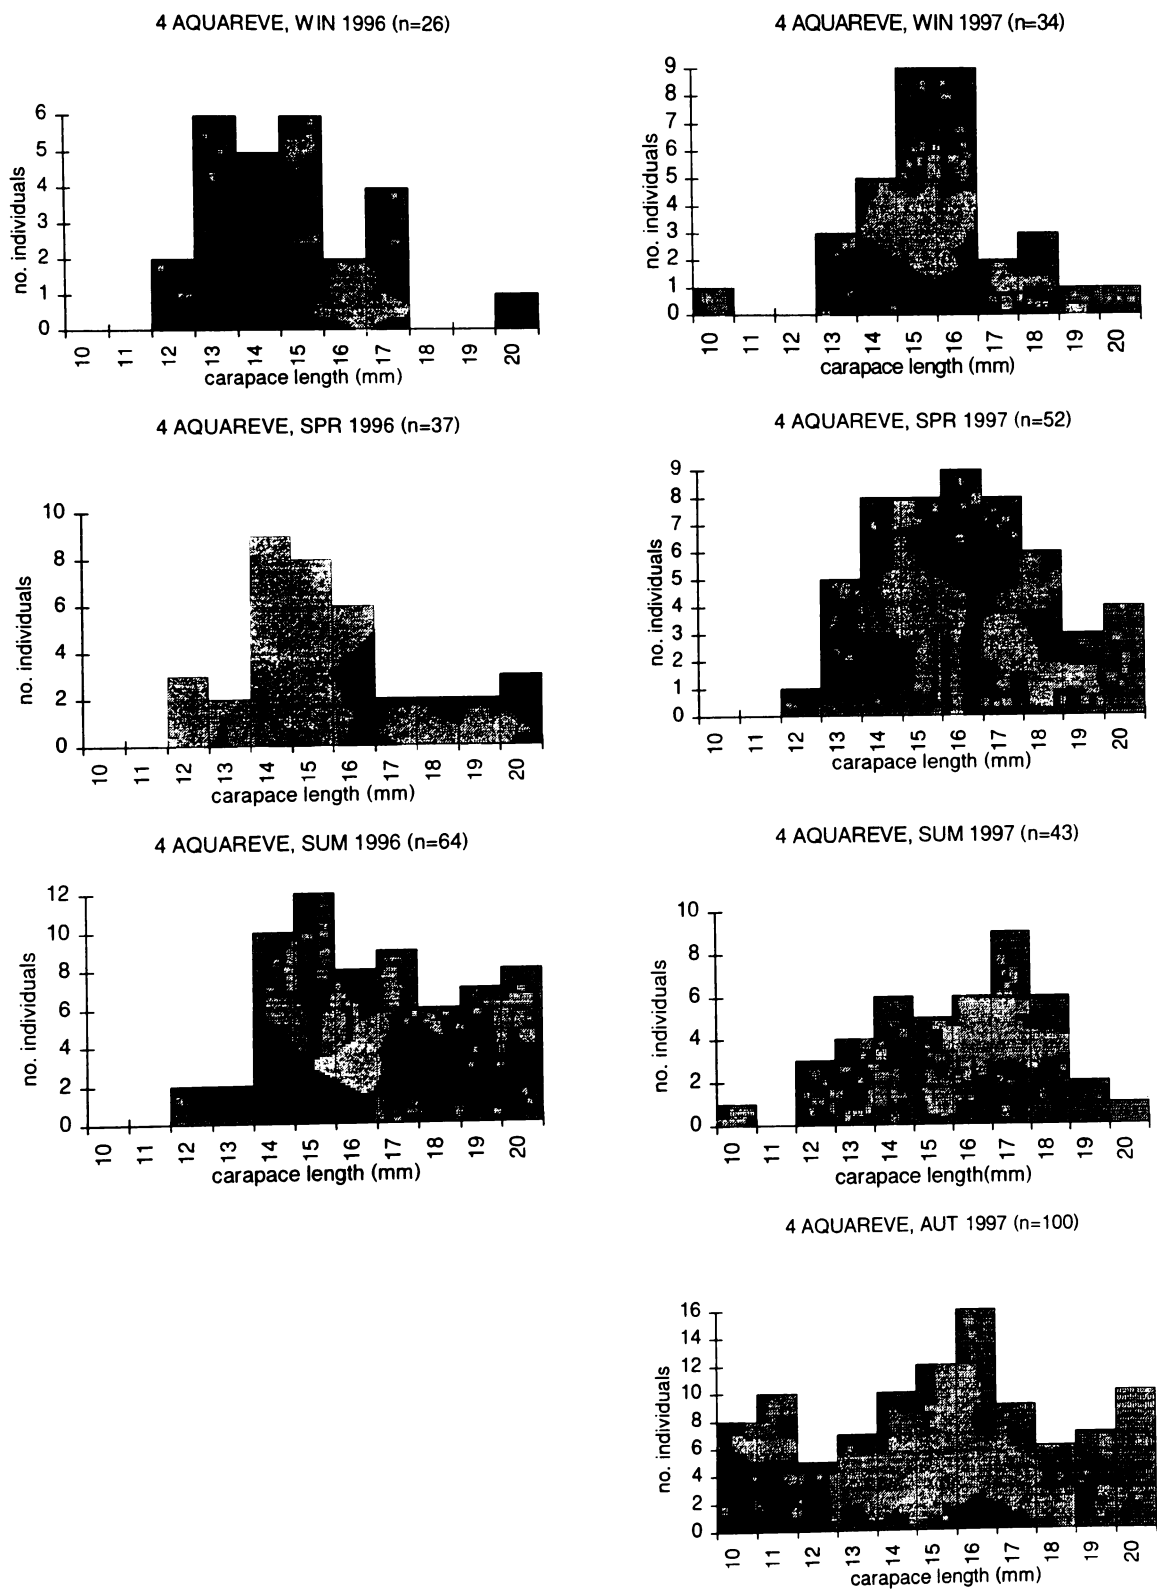 4 AQUAREVE, WIN 1996 (n=26)
no. individuals
6
5
4
3
2
1
0
10 11 12 13 14 15 16 17 18 19 20
carapace length (mm)
4 AQUAREVE, WIN 1997 (n=34)
no. individuals
9
8
7
6
5
4
3
2
1
0
10 11 12 13 14 15 16 17 18 19 20
carapace length (mm)
4 AQUAREVE, SPR 1996 (n=37)
no. individuals
10
8
6
4
2
0
10 11 12 13 14 15 16 17 18 19 20
carapace length (mm)
4 AQUAREVE, SPR 1997 (n=52)
no. individuals
9
8
7
6
5
4
3
2
1
0
10 11 12 13 14 15 16 17 18 19 20
carapace length (mm)
4 AQUAREVE, SUM 1996 (n=64)
no. individuals
12
10
8
6
4
2
0
10 11 12 13 14 15 16 17 18 19 20
carapace length (mm)
4 AQUAREVE, SUM 1997 (n=43)
no. individuals
10
8
6
4
2
0
10 11 12 13 14 15 16 17 18 19 20
carapace length(mm)
4 AQUAREVE, AUT 1997 (n=100)
no. individuals
16
14
12
10
8
6
4
2
0
10 11 12 13 14 15 16 17 18 19 20
carapace length (mm)